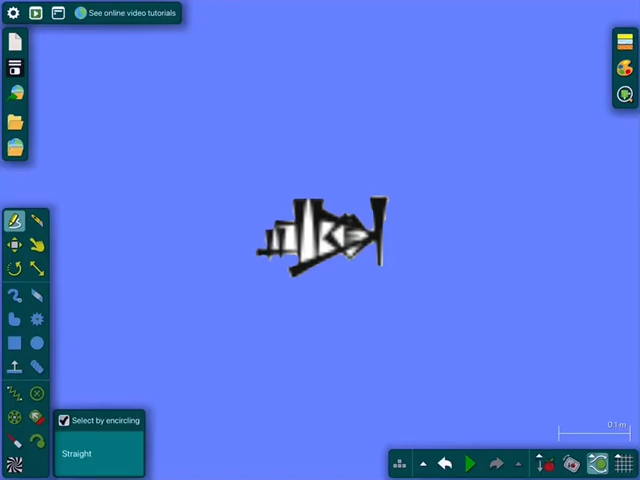 See online video tutorials
Select by encircling
Straight
0.1 m